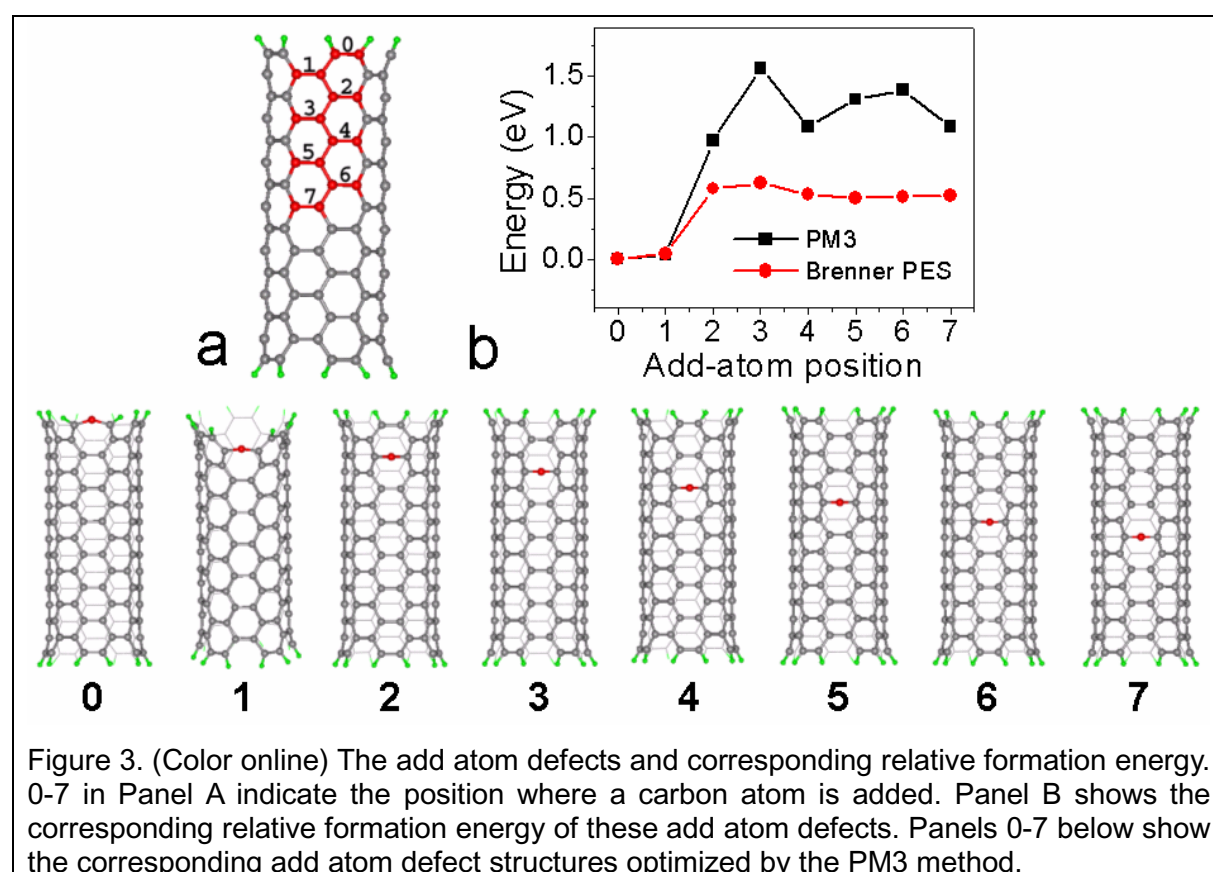 0
1
2
3
4
5
6
7
a
b
Energy (eV)
1.5
1.0
0.5
0.0
PM3
Brenner PES
0 1 2 3 4 5 6 7
Add-atom position
0 1 2 3 4 5 6 7
Figure 3. (Color online) The add atom defects and corresponding relative formation energy.
0-7 in Panel A indicate the position where a carbon atom is added. Panel B shows the
corresponding relative formation energy of these add atom defects. Panels 0-7 below show
the corresponding add atom defect structures optimized by the PM3 method.